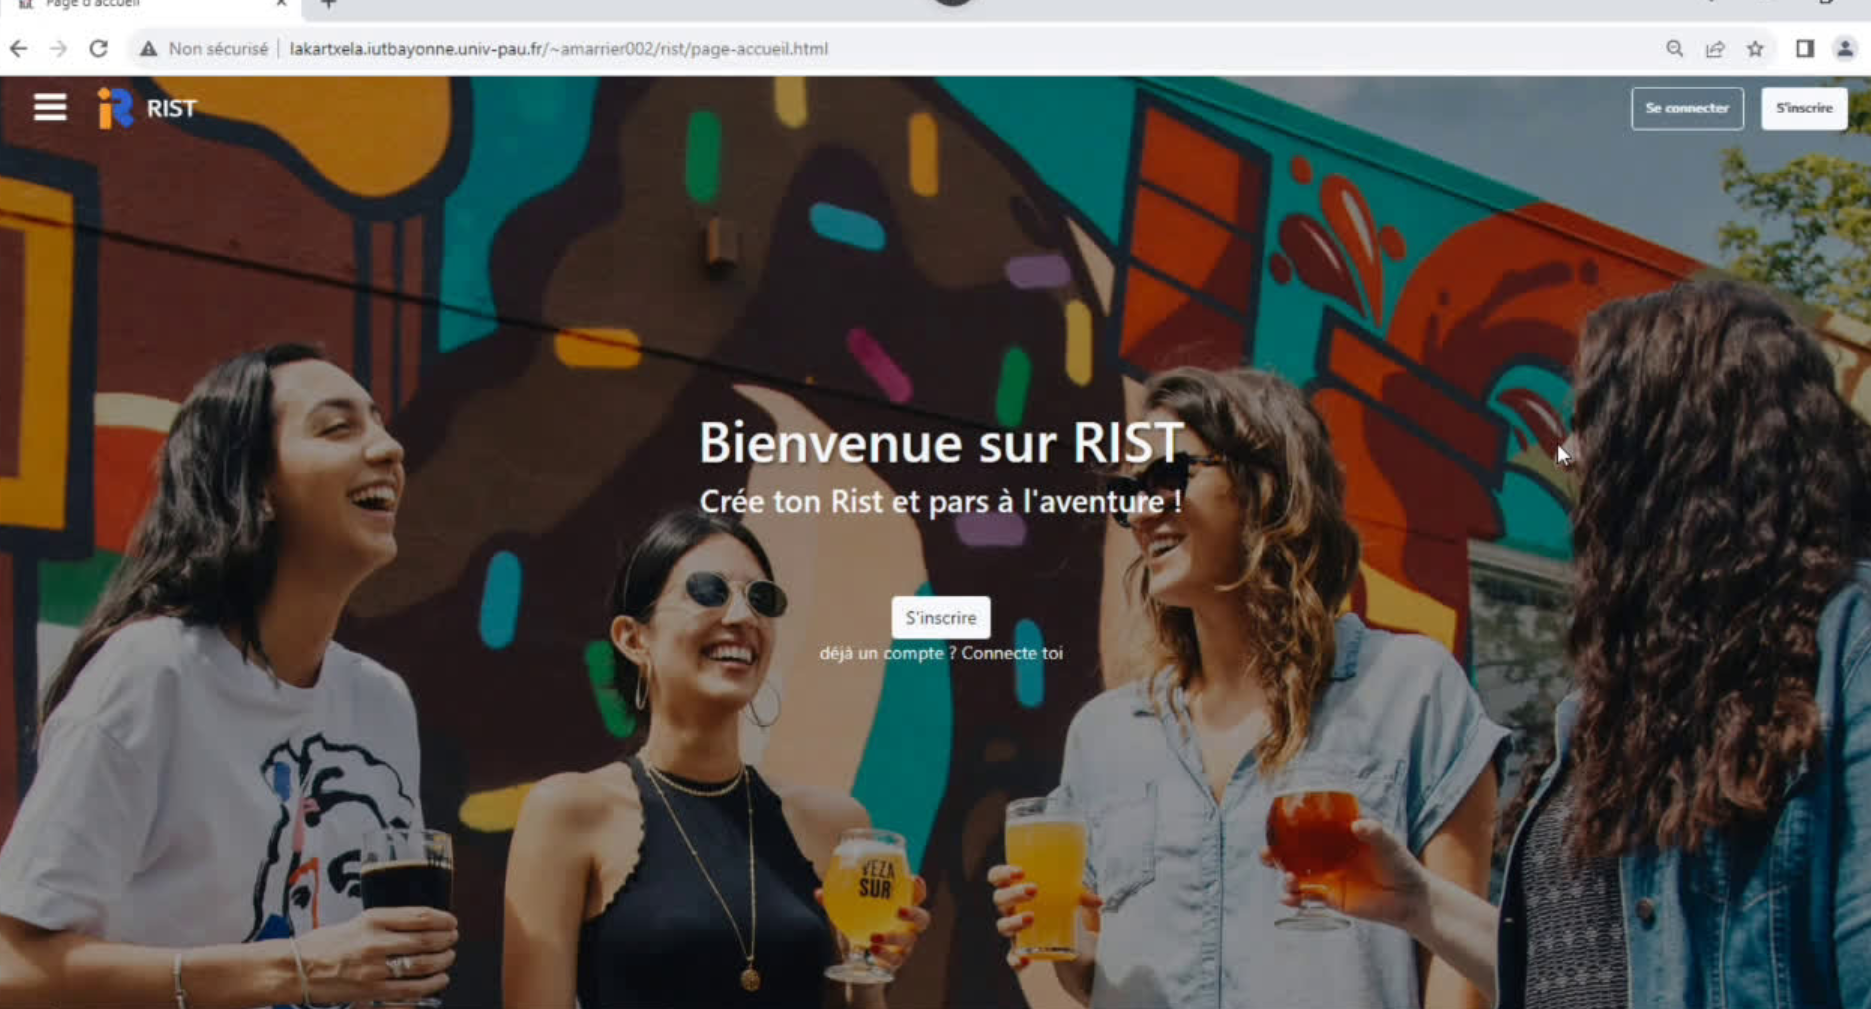 Page d'accueil
Non sécurisé
lakartxela.iutbayonne.univ-pau.fr/~amarrier002/rist/page-accueil.html
RIST
Se connecter
S'inscrire
Bienvenue sur RIST
Crée ton Rist et pars à l'aventure !
S'inscrire
déjà un compte ? Connecte toi
VEZA
SUR